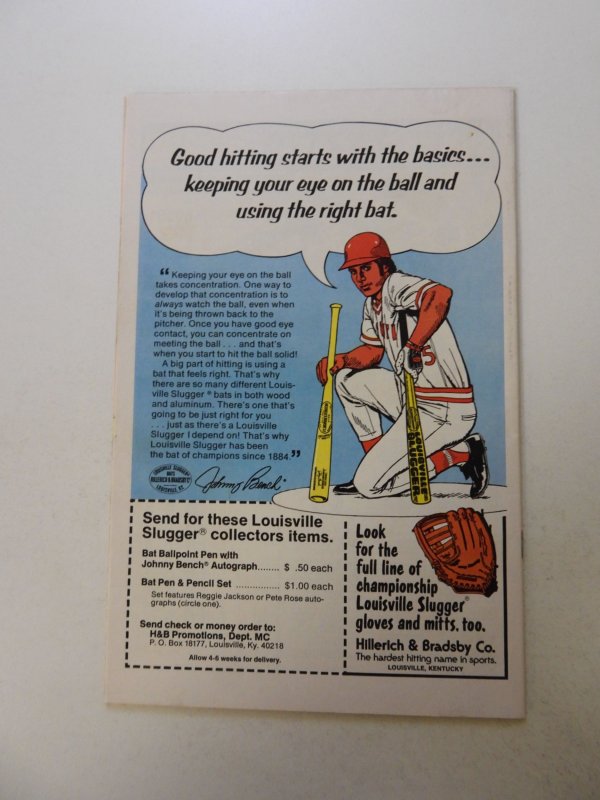 Good hitting starts with the basics...
keeping your eye on the ball and
using the right bat.
“ Keeping your eye on the ball
takes concentration. One way to
develop that concentration is to
always watch the ball, even when
it's being thrown back to the
pitcher. Once you have good eye
contact, you can concentrate on
meeting the ball . . . and that's
when you start to hit the ball solid!
A big part of hitting is using a
bat that feels right. That's why
there are so many different Louis-
ville Slugger® bats in both wood
and aluminum. There's one that's
going to be just right for you
. . . just as there's a Louisville
Slugger I depend on! That's why
Louisville Slugger has been
the bat of champions since 1884.”
LOUISVILLE SLUGGER
BATS
HILLERICH & BRADSBY Co
LOUISVILLE, KY.
Johnny Bench
LOUISVILLE
SLUGGER
Send for these Louisville
Slugger® collectors items.
Bat Ballpoint Pen with
Johnny Bench® Autograph........ $ .50 each
Bat Pen & Pencil Set ................ $1.00 each
Set features Reggie Jackson or Pete Rose auto-
graphs (circle one).
Send check or money order to:
H&B Promotions, Dept. MC
P. O. Box 18177, Louisville, Ky. 40218
Allow 4-6 weeks for delivery.
Look
for the
full line of
championship
Louisville Slugger®
gloves and mitts, too.
Hillerich & Bradsby Co.
The hardest hitting name in sports.
LOUISVILLE, KENTUCKY